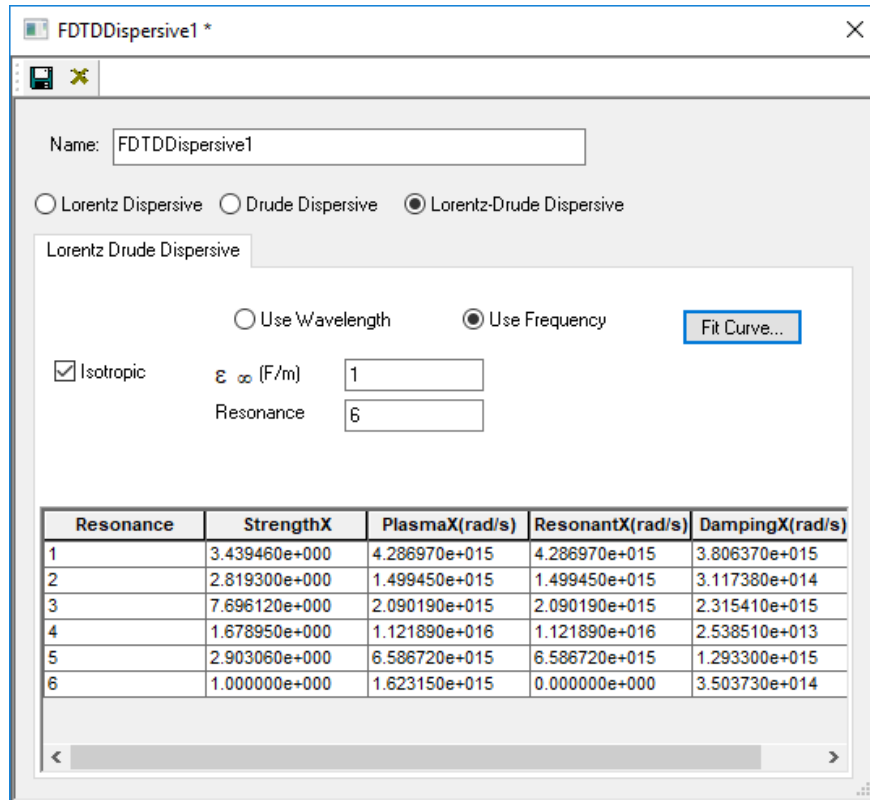 FDTDDispersive1 *
Name: FDTDDispersive1
Lorentz Dispersive Drude Dispersive Lorentz-Drude Dispersive
Lorentz Drude Dispersive
Use Wavelength Use Frequency Fit Curve...
Isotropic ε ∞ (F/m) 1
Resonance 6
Resonance StrengthX PlasmaX(rad/s) ResonantX(rad/s) DampingX(rad/s)
1 3.439460e+000 4.286970e+015 4.286970e+015 3.806370e+015
2 2.819300e+000 1.499450e+015 1.499450e+015 3.117380e+014
3 7.696120e+000 2.090190e+015 2.090190e+015 2.315410e+015
4 1.678950e+000 1.121890e+016 1.121890e+016 2.538510e+013
5 2.903060e+000 6.586720e+015 6.586720e+015 1.293300e+015
6 1.000000e+000 1.623150e+015 0.000000e+000 3.503730e+014